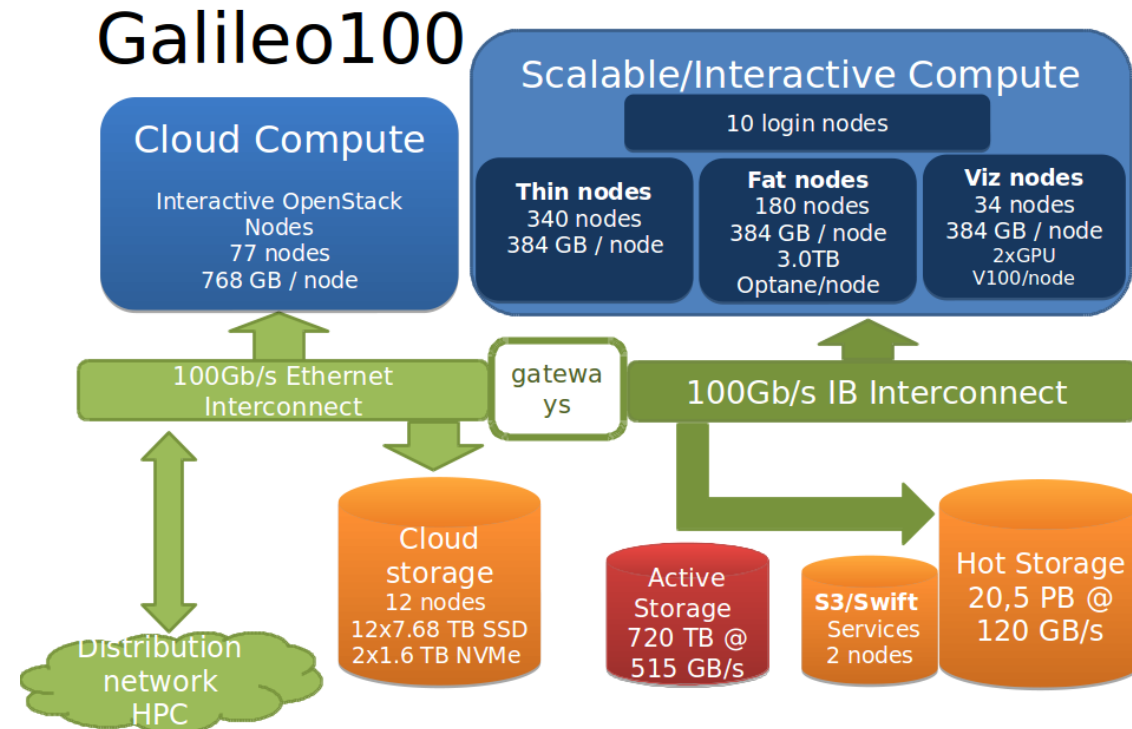 Galileo100
Scalable/Interactive Compute
10 login nodes
Cloud Compute
Interactive OpenStack
Nodes
77 nodes
768 GB / node
Thin nodes
340 nodes
384 GB / node
Fat nodes
180 nodes
384 GB / node
3.0TB
Optane/node
Viz nodes
34 nodes
384 GB / node
2xGPU
V100/node
100Gb/s Ethernet
Interconnect
gatewa
ys
100Gb/s IB Interconnect
Distribution
network
HPC
Cloud
storage
12 nodes
12x7.68 TB SSD
2x1.6 TB NVMe
Active
Storage
720 TB @
515 GB/s
S3/Swift
Services
2 nodes
Hot Storage
20,5 PB @
120 GB/s